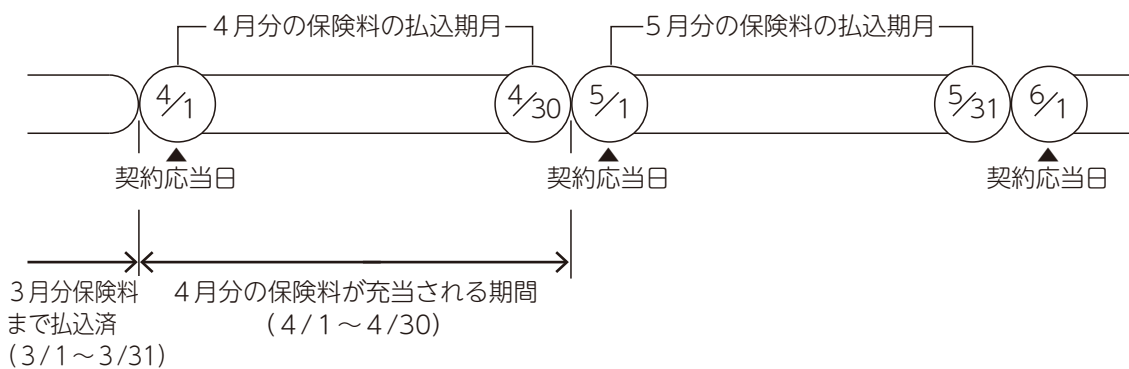 4月分の保険料の払込期月
5月分の保険料の払込期月
4/1
4/30
5/1
5/31
6/1
契約応当日
契約応当日
契約応当日
3月分保険料
まで払込済
(3/1~3/31)
4月分の保険料が充当される期間
(4/1~4/30)